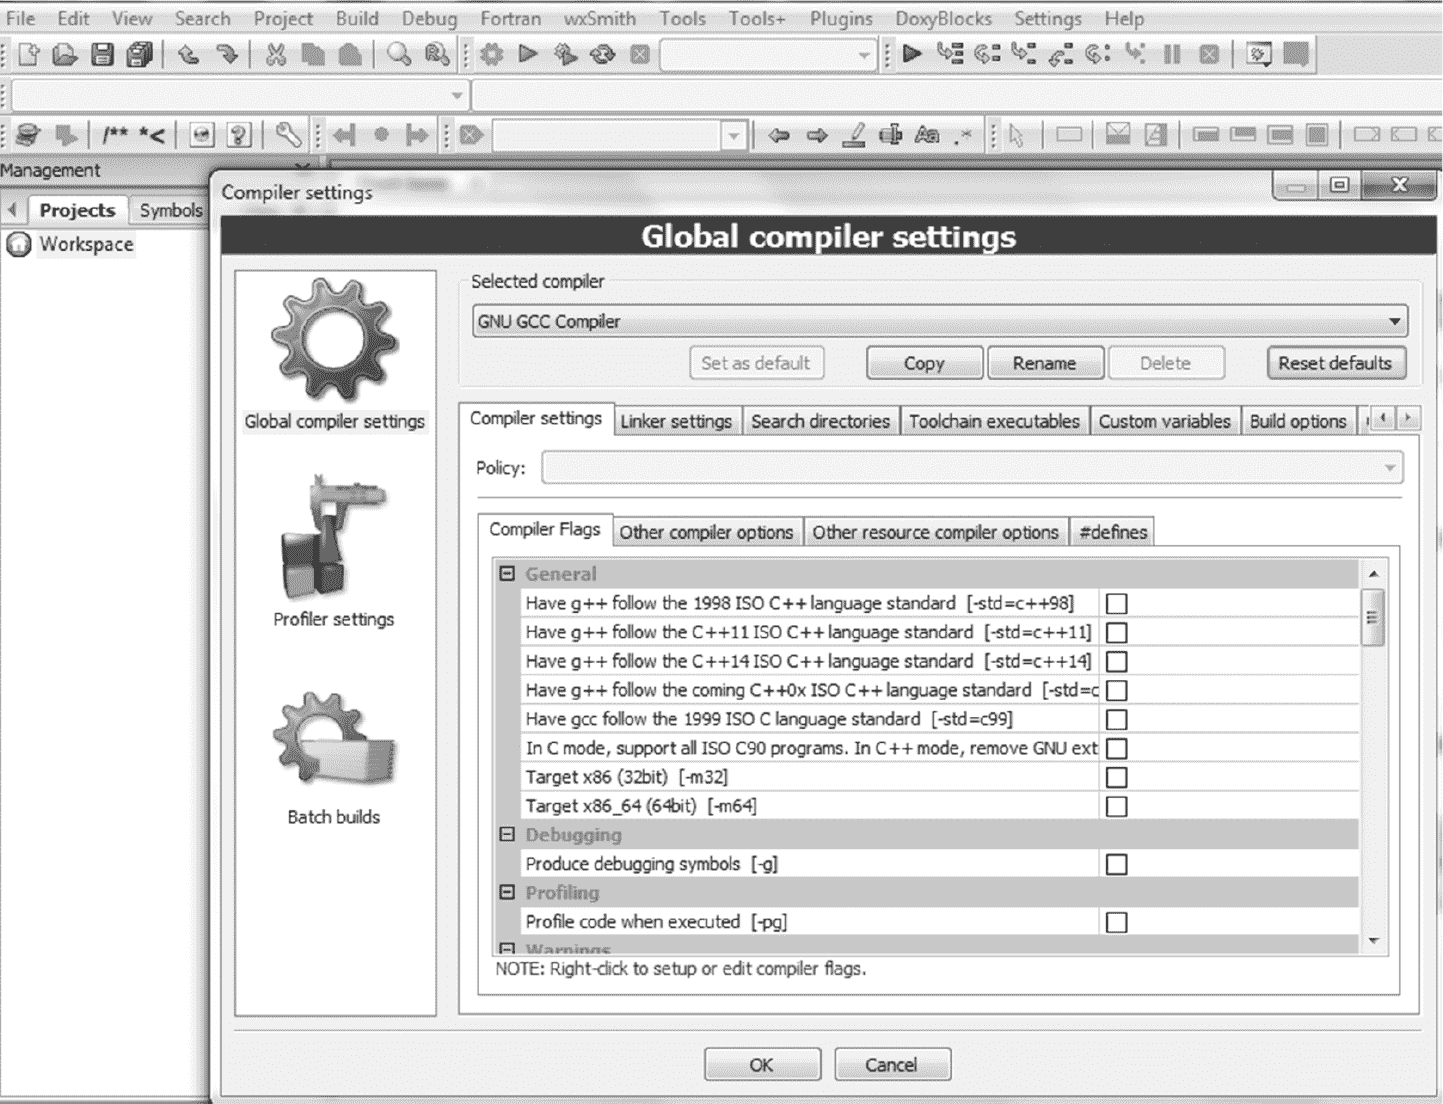 File Edit View Search Project Build Debug Fortran wxSmith Tools Tools+ Plugins DoxyBlocks Settings Help
/** *<
Management
Compiler settings
Projects Symbols
Workspace
Global compiler settings
Selected compiler
GNU GCC Compiler
Set as default Copy Rename Delete Reset defaults
Global compiler settings
Compiler settings Linker settings Search directories Toolchain executables Custom variables Build options
Policy:
Compiler Flags Other compiler options Other resource compiler options #defines
General
Have g++ follow the 1998 ISO C++ language standard [-std=c++98]
Have g++ follow the C++11 ISO C++ language standard [-std=c++11]
Have g++ follow the C++14 ISO C++ language standard [-std=c++14]
Have g++ follow the coming C++0x ISO C++ language standard [-std=c
Have gcc follow the 1999 ISO C language standard [-std=c99]
In C mode, support all ISO C90 programs. In C++ mode, remove GNU ext
Target x86 (32bit) [-m32]
Target x86_64 (64bit) [-m64]
Debugging
Produce debugging symbols [-g]
Profiling
Profile code when executed [-pg]
Warnings
NOTE: Right-click to setup or edit compiler flags.
Profiler settings
Batch builds
OK Cancel